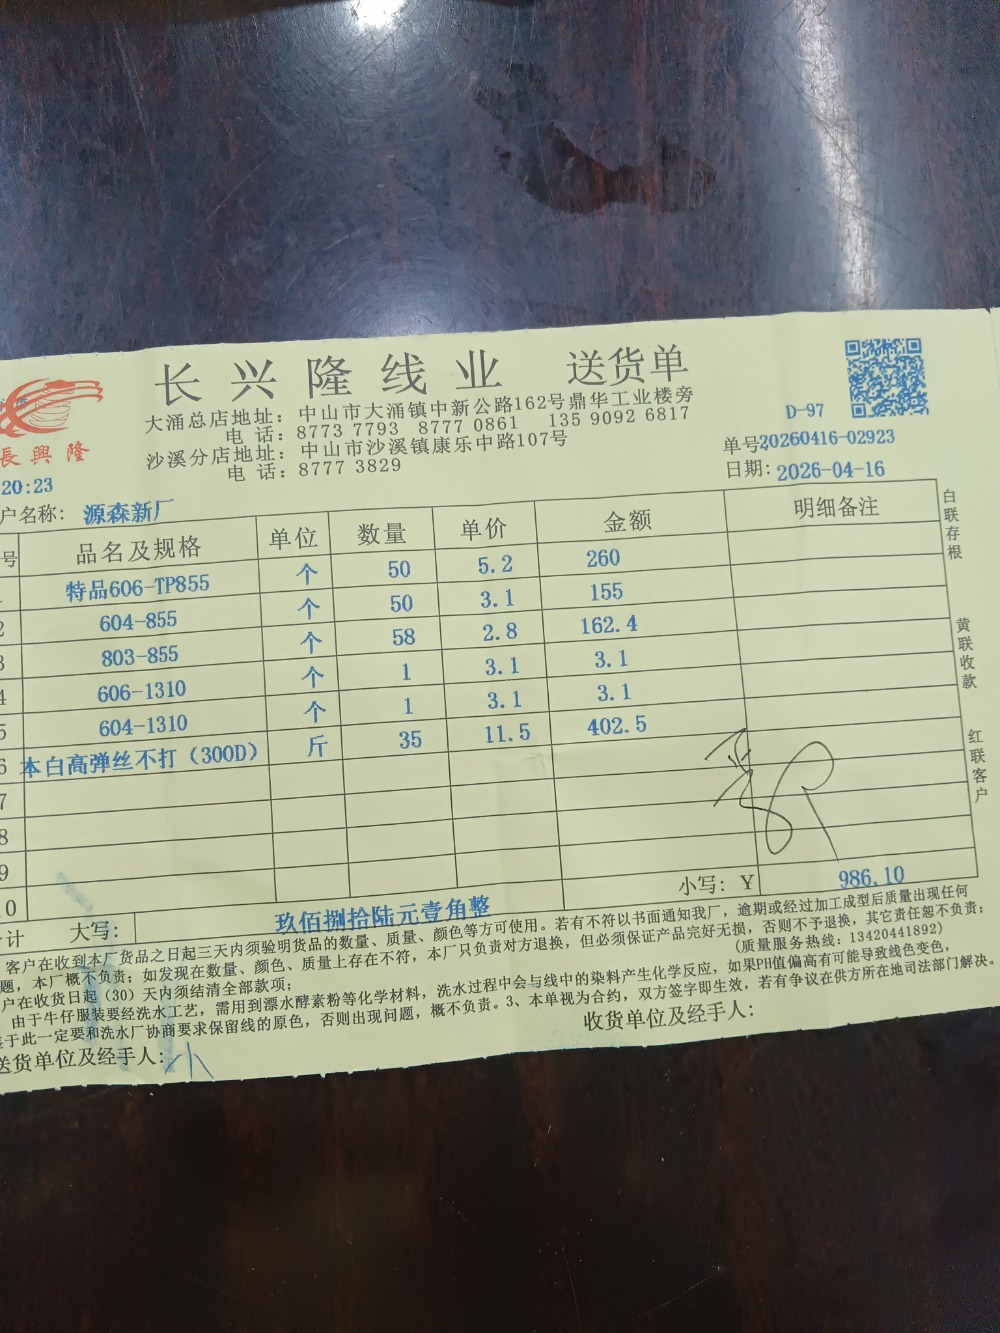 长兴隆线业 送货单
大涌总店地址：中山市大涌镇中新公路162号鼎华工业楼旁
电 话：8773 7793 8777 0861 135 9092 6817
沙溪分店地址：中山市沙溪镇康乐中路107号
电 话：8777 3829
長興隆
D-97
单号20260416-02923
日期：2026-04-16
20:23
户名称：源森新厂
号 品名及规格 单位 数量 单价 金额 明细备注
特品606-TP855 个 50 5.2 260
2 604-855 个 50 3.1 155
3 803-855 个 58 2.8 162.4
4 606-1310 个 1 3.1 3.1
5 604-1310 个 1 3.1 3.1
6 本白高弹丝不打（300D） 斤 35 11.5 402.5
7
8
9
10
计 大写：玖佰捌拾陆元壹角整 小写：Y 986.10
白联存根
黄联收款
红联客户
客户在收到本厂货品之日起三天内须验明货品的数量、质量、颜色等方可使用。若有不符以书面通知我厂，逾期或经过加工成型后质量出现任何
题，本厂概不负责；如发现在数量、颜色、质量上存在不符，本厂只负责对方退换，但必须保证产品完好无损，否则不予退换，其它责任恕不负责；
户在收货日起（30）天内须结清全部款项； （质量服务热线：13420441892）
由于牛仔服装要经洗水工艺，需用到漂水酵素粉等化学材料，洗水过程中会与线中的染料产生化学反应，如果PH值偏高有可能导致线色变，
鉴于此一定要和洗水厂协商要求保留线的原色，否则出现问题，概不负责。3、本单视为合约，双方签字即生效，若有争议在供方所在地司法部门解决。
送货单位及经手人：小 收货单位及经手人：